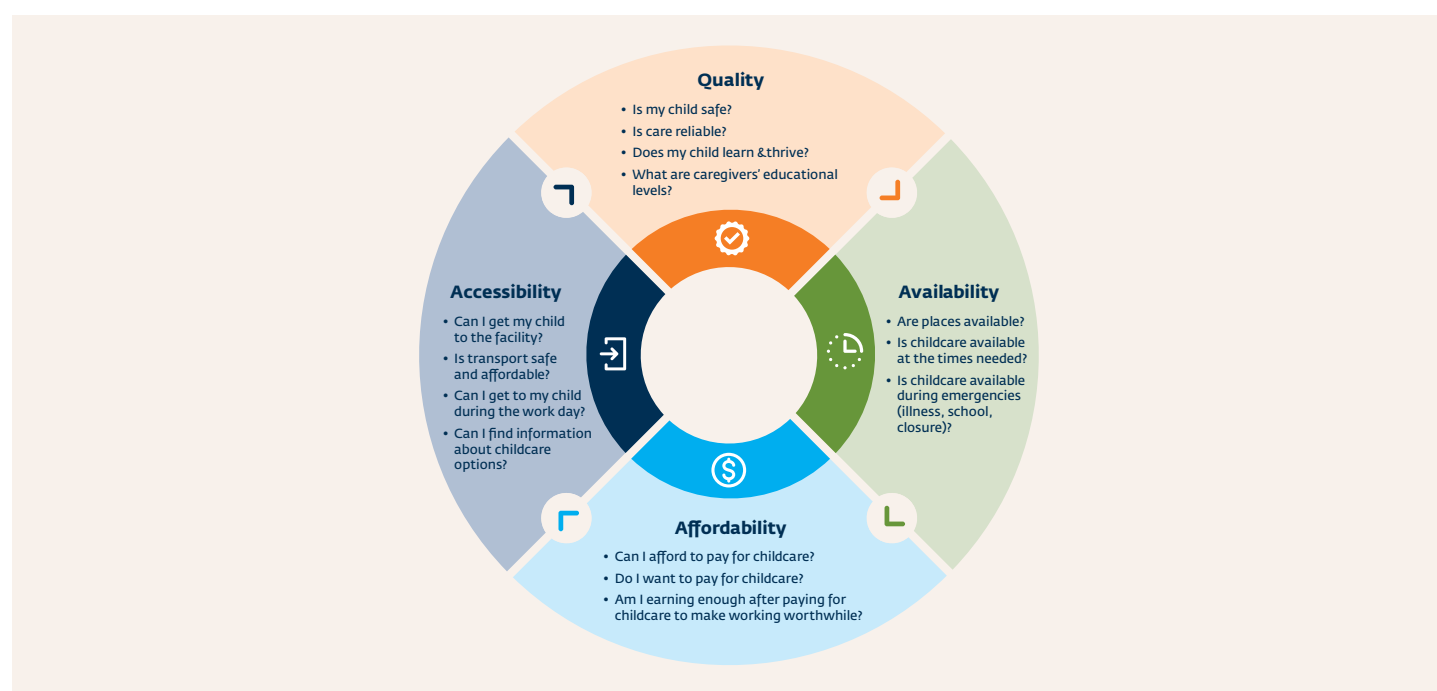 Quality
• Is my child safe?
• Is care reliable?
• Does my child learn &thrive?
• What are caregivers' educational
levels?
Accessibility
• Can I get my child
to the facility?
• Is transport safe
and affordable?
• Can I get to my child
during the work day?
• Can I find information
about childcare
options?
Availability
• Are places available?
• Is childcare available
at the times needed?
• Is childcare available
during emergencies
(illness, school,
closure)?
Affordability
• Can I afford to pay for childcare?
• Do I want to pay for childcare?
• Am I earning enough after paying for
childcare to make working worthwhile?